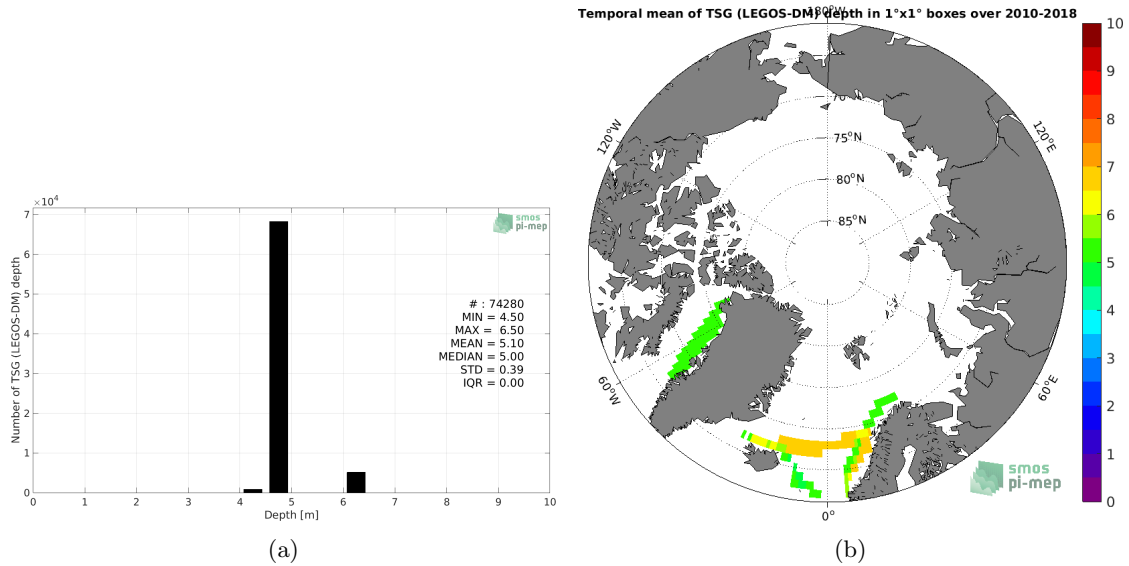 Temporal mean of TSG (LEGOS-DM) depth in 1°x1° boxes over 2010-2018
180°W
×10⁴
7
6
5
4
3
2
1
0
Number of TSG (LEGOS-DM) depth
smos
pi-mep
# : 74280
MIN = 4.50
MAX = 6.50
MEAN = 5.10
MEDIAN = 5.00
STD = 0.39
IQR = 0.00
0 1 2 3 4 5 6 7 8 9 10
Depth [m]
(a)
120°W
120°E
70°N
75°N
80°N
85°N
60°W
60°E
0°
smos
pi-mep
10
9
8
7
6
5
4
3
2
1
0
(b)